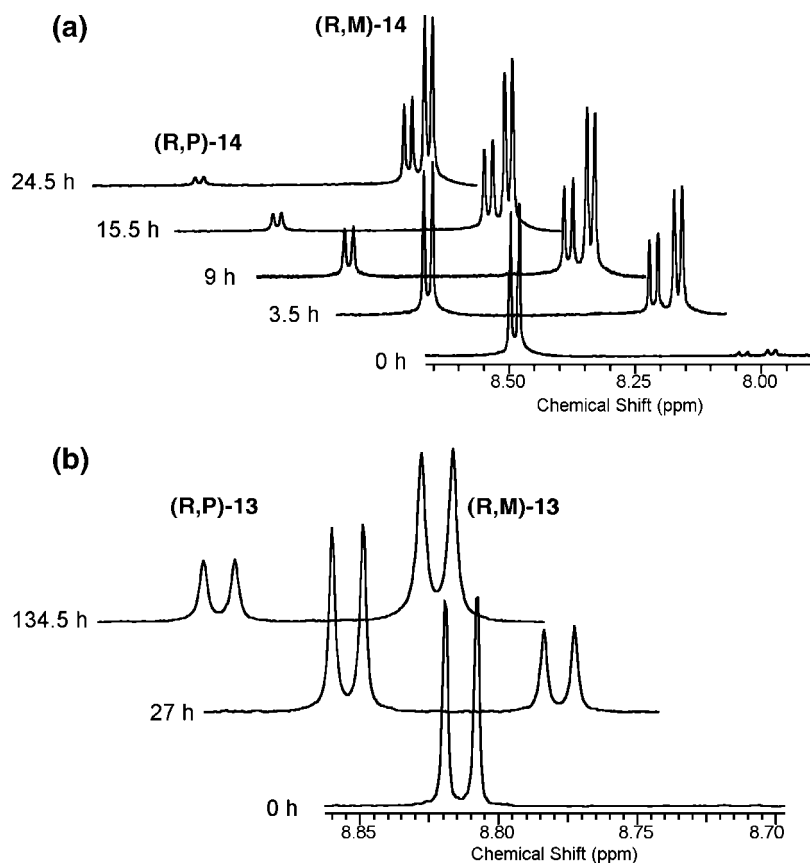 (a)
(R,M)-14
(R,P)-14
24.5 h
15.5 h
9 h
3.5 h
0 h
8.50 8.25 8.00
Chemical Shift (ppm)
(b)
(R,P)-13 (R,M)-13
134.5 h
27 h
0 h
8.85 8.80 8.75 8.70
Chemical Shift (ppm)